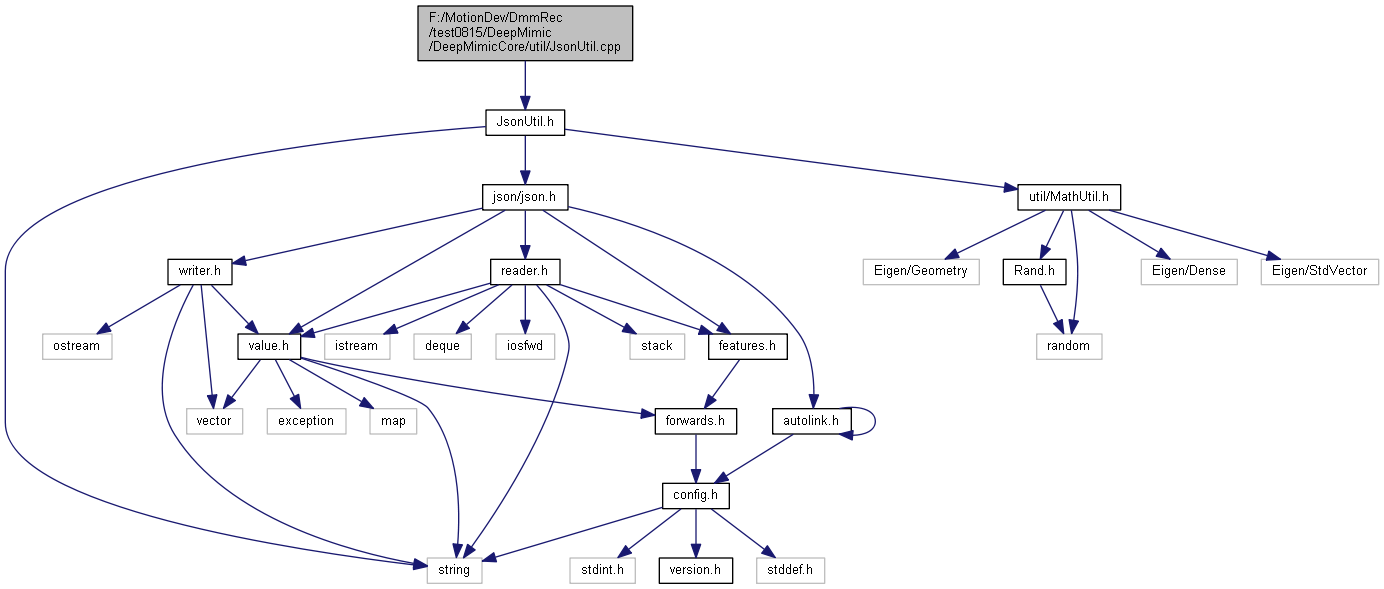 F:/MotionDev/DmmRec
/test0815/DeepMimic
/DeepMimicCore/util/JsonUtil.cpp
JsonUtil.h
json/json.h
util/MathUtil.h
writer.h
reader.h
Eigen/Geometry
Rand.h
Eigen/Dense
Eigen/StdVector
ostream
value.h
istream
deque
iosfwd
stack
features.h
random
vector
exception
map
forwards.h
autolink.h
config.h
string
stdint.h
version.h
stddef.h